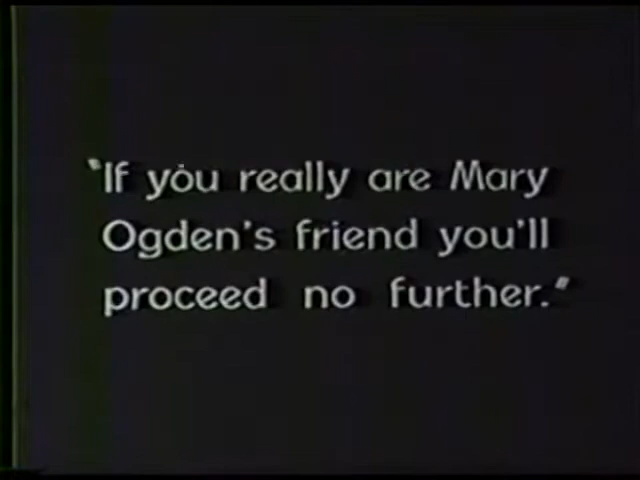 "If you really are Mary
Ogden's friend you'll
proceed no further."